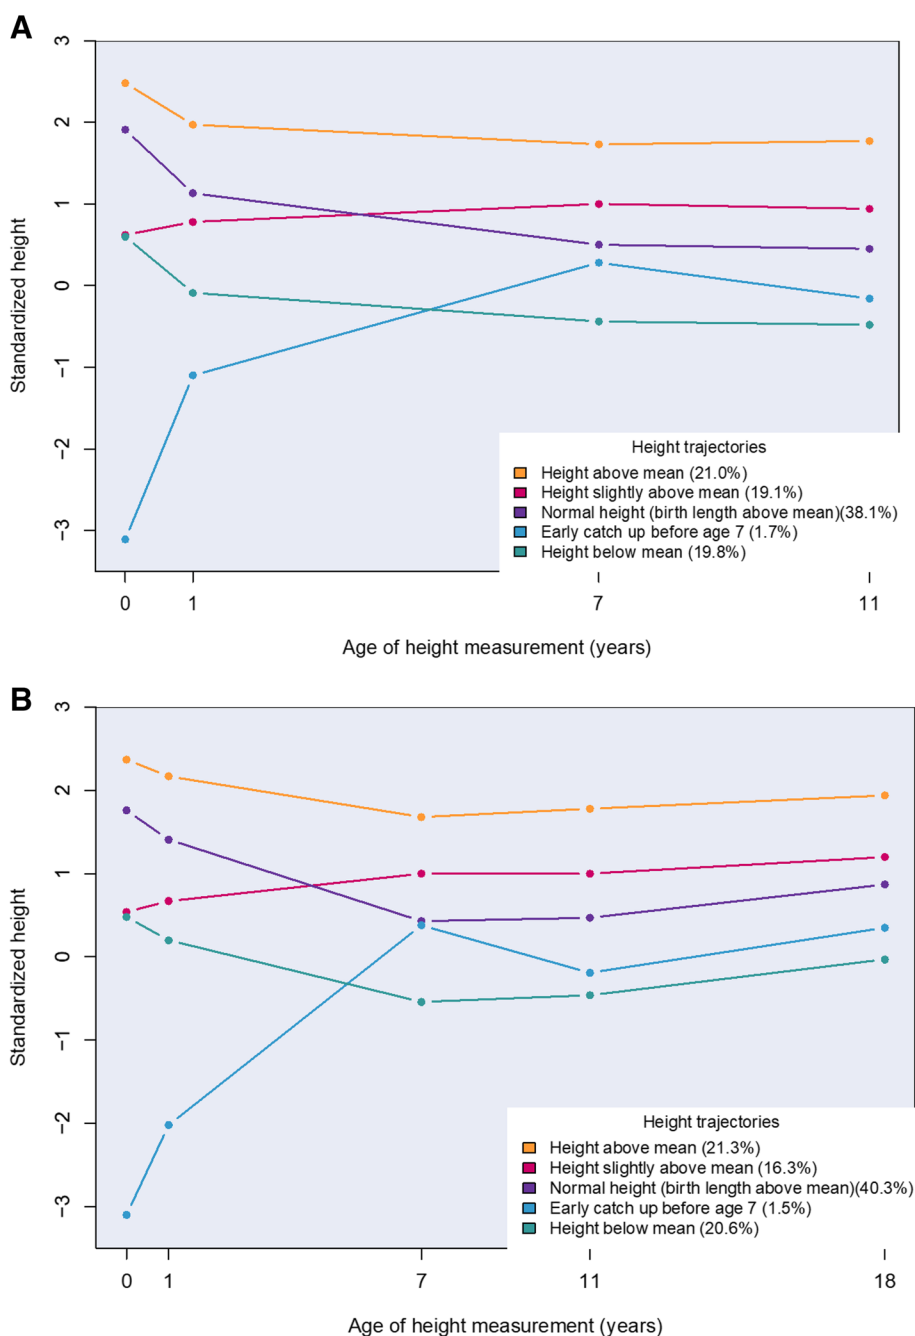 A
3
2
1
0
−1
−2
−3
Standardized height
Height trajectories
Height above mean (21.0%)
Height slightly above mean (19.1%)
Normal height (birth length above mean)(38.1%)
Early catch up before age 7 (1.7%)
Height below mean (19.8%)
0 1 7 11
Age of height measurement (years)
B
3
2
1
0
−1
−2
−3
Standardized height
Height trajectories
Height above mean (21.3%)
Height slightly above mean (16.3%)
Normal height (birth length above mean)(40.3%)
Early catch up before age 7 (1.5%)
Height below mean (20.6%)
0 1 7 11 18
Age of height measurement (years)